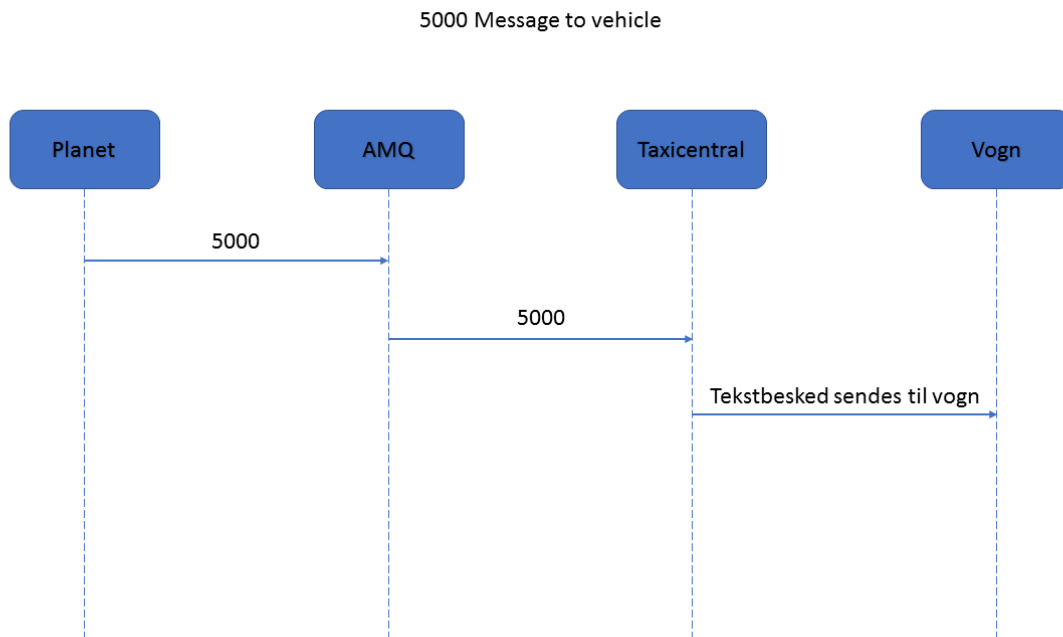 5000 Message to vehicle
Planet
AMQ
Taxicentral
Vogn
5000
5000
Tekstbesked sendes til vogn